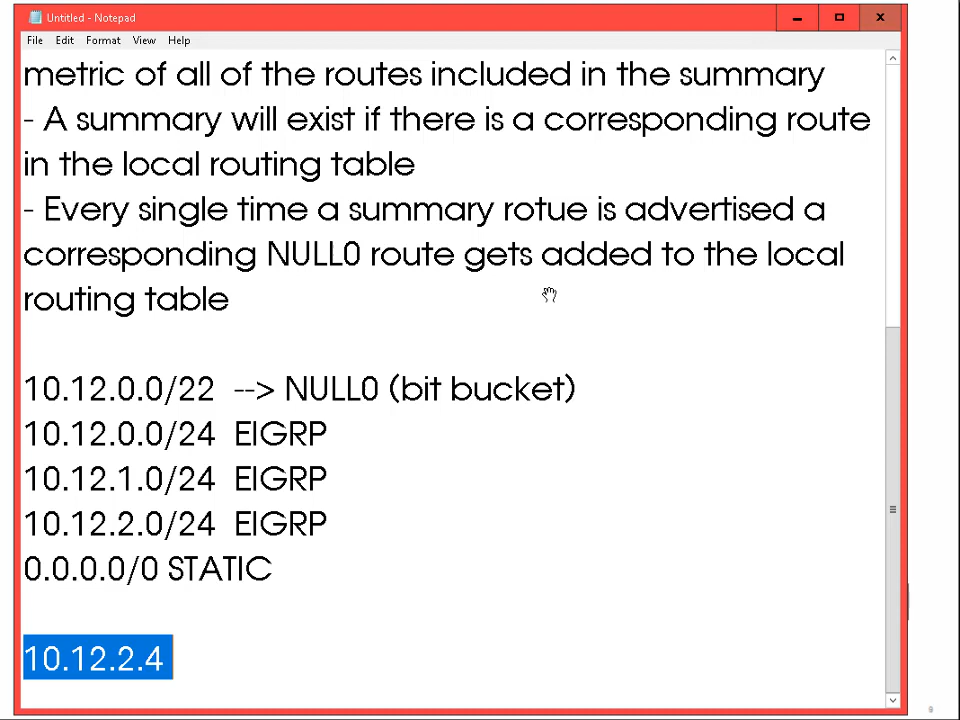 Untitled - Notepad
File Edit Format View Help
metric of all of the routes included in the summary
- A summary will exist if there is a corresponding route
in the local routing table
- Every single time a summary rotue is advertised a
corresponding NULL0 route gets added to the local
routing table
10.12.0.0/22 --> NULL0 (bit bucket)
10.12.0.0/24 EIGRP
10.12.1.0/24 EIGRP
10.12.2.0/24 EIGRP
0.0.0.0/0 STATIC
10.12.2.4